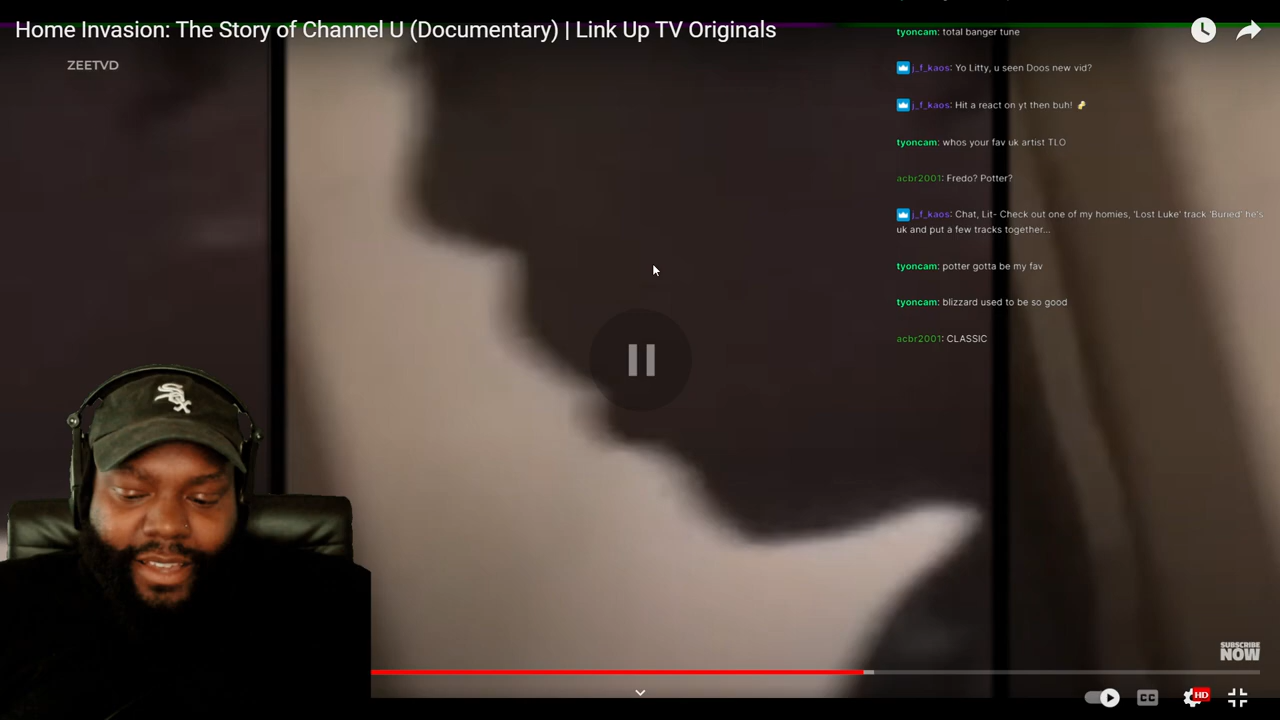 Home Invasion: The Story of Channel U (Documentary) | Link Up TV Originals
ZEETVD
tyoncam: total banger tune
j_f_kaos: Yo Litty, u seen Doos new vid?
j_f_kaos: Hit a react on yt then buh!
tyoncam: whos your fav uk artist TLO
acbr2001: Fredo? Potter?
j_f_kaos: Chat, Lit- Check out one of my homies, 'Lost Luke' track 'Buried' he's
uk and put a few tracks together...
tyoncam: potter gotta be my fav
tyoncam: blizzard used to be so good
acbr2001: CLASSIC
Sox
SUBSCRIBE
NOW
CC
HD